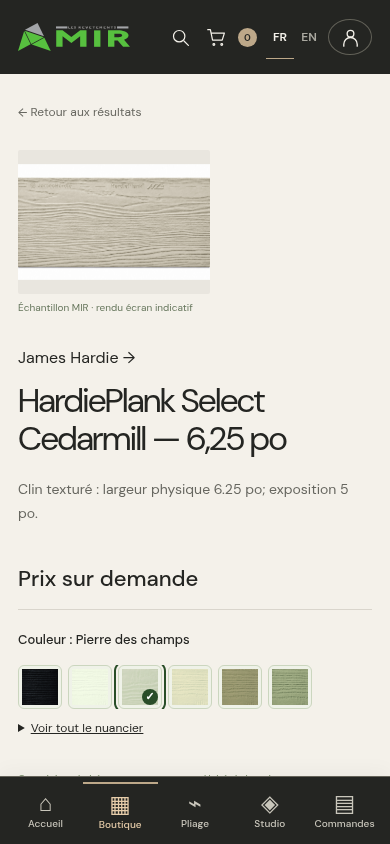 LES REVÊTEMENTS
MIR
0
FR
EN
← Retour aux résultats
Échantillon MIR · rendu écran indicatif
James Hardie →
HardiePlank Select
Cedarmill — 6,25 po
Clin texturé : largeur physique 6.25 po; exposition 5
po.
Prix sur demande
Couleur : Pierre des champs
Voir tout le nuancier
Accueil
Boutique
Pliage
Studio
Commandes